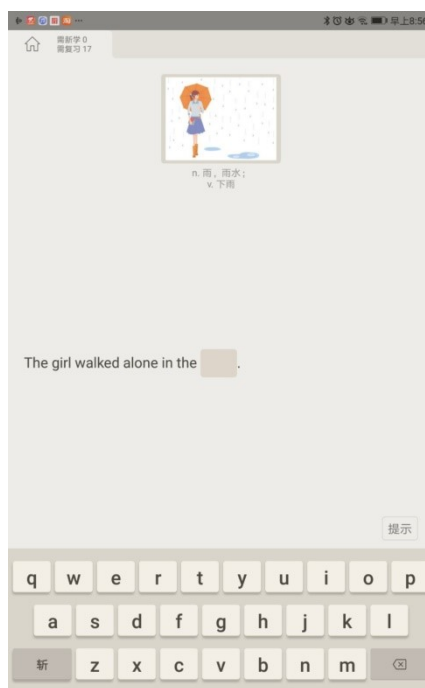 早上8:56
需新学 0
需复习 17
n. 雨，雨水；
v. 下雨
The girl walked alone in the .
提示
q w e r t y u i o p
a s d f g h j k l
斩 z x c v b n m